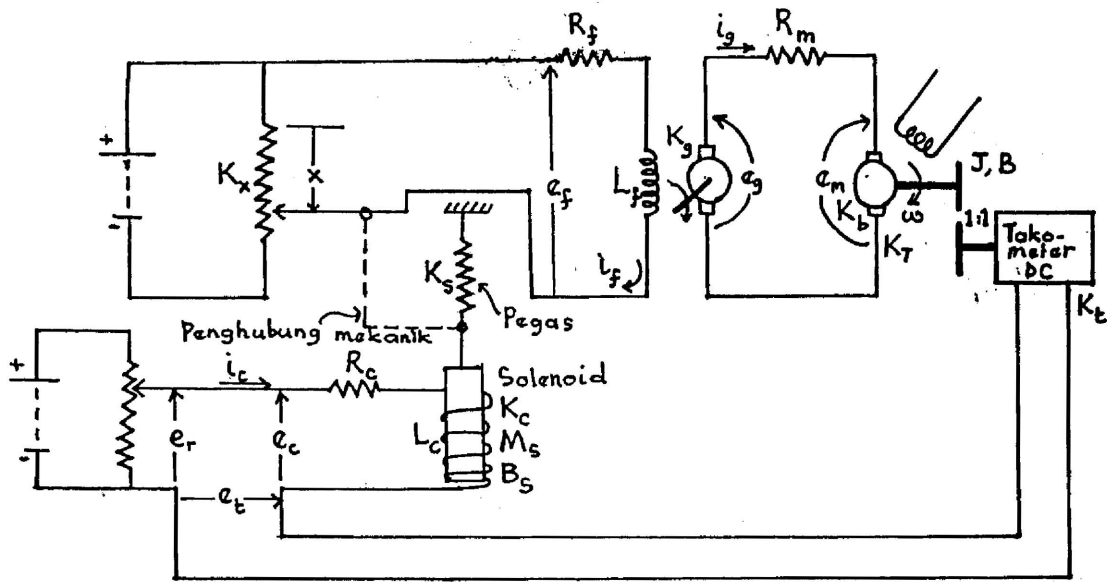 R_f
i_g
R_m
+
-
K_x
x
e_f
L_f
i_f
K_g
e_g
e_m
K_b
K_T
ω
J, B
1:1
Tako-
meter
DC
K_t
K_s
Pegas
Penghubung mekanik
+
-
i_c
R_c
e_r
e_c
e_t
L_c
Solenoid
K_c
M_s
B_s